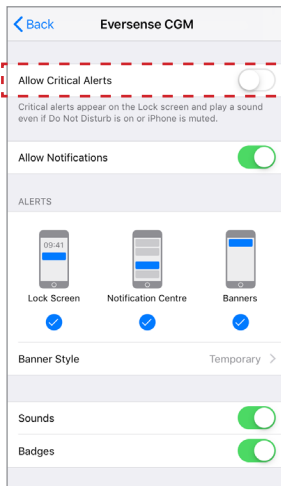 Back Eversense CGM
Allow Critical Alerts
Critical alerts appear on the Lock screen and play a sound
even if Do Not Disturb is on or iPhone is muted.
Allow Notifications
ALERTS
09:41
Lock Screen Notification Centre Banners
Banner Style Temporary
Sounds
Badges